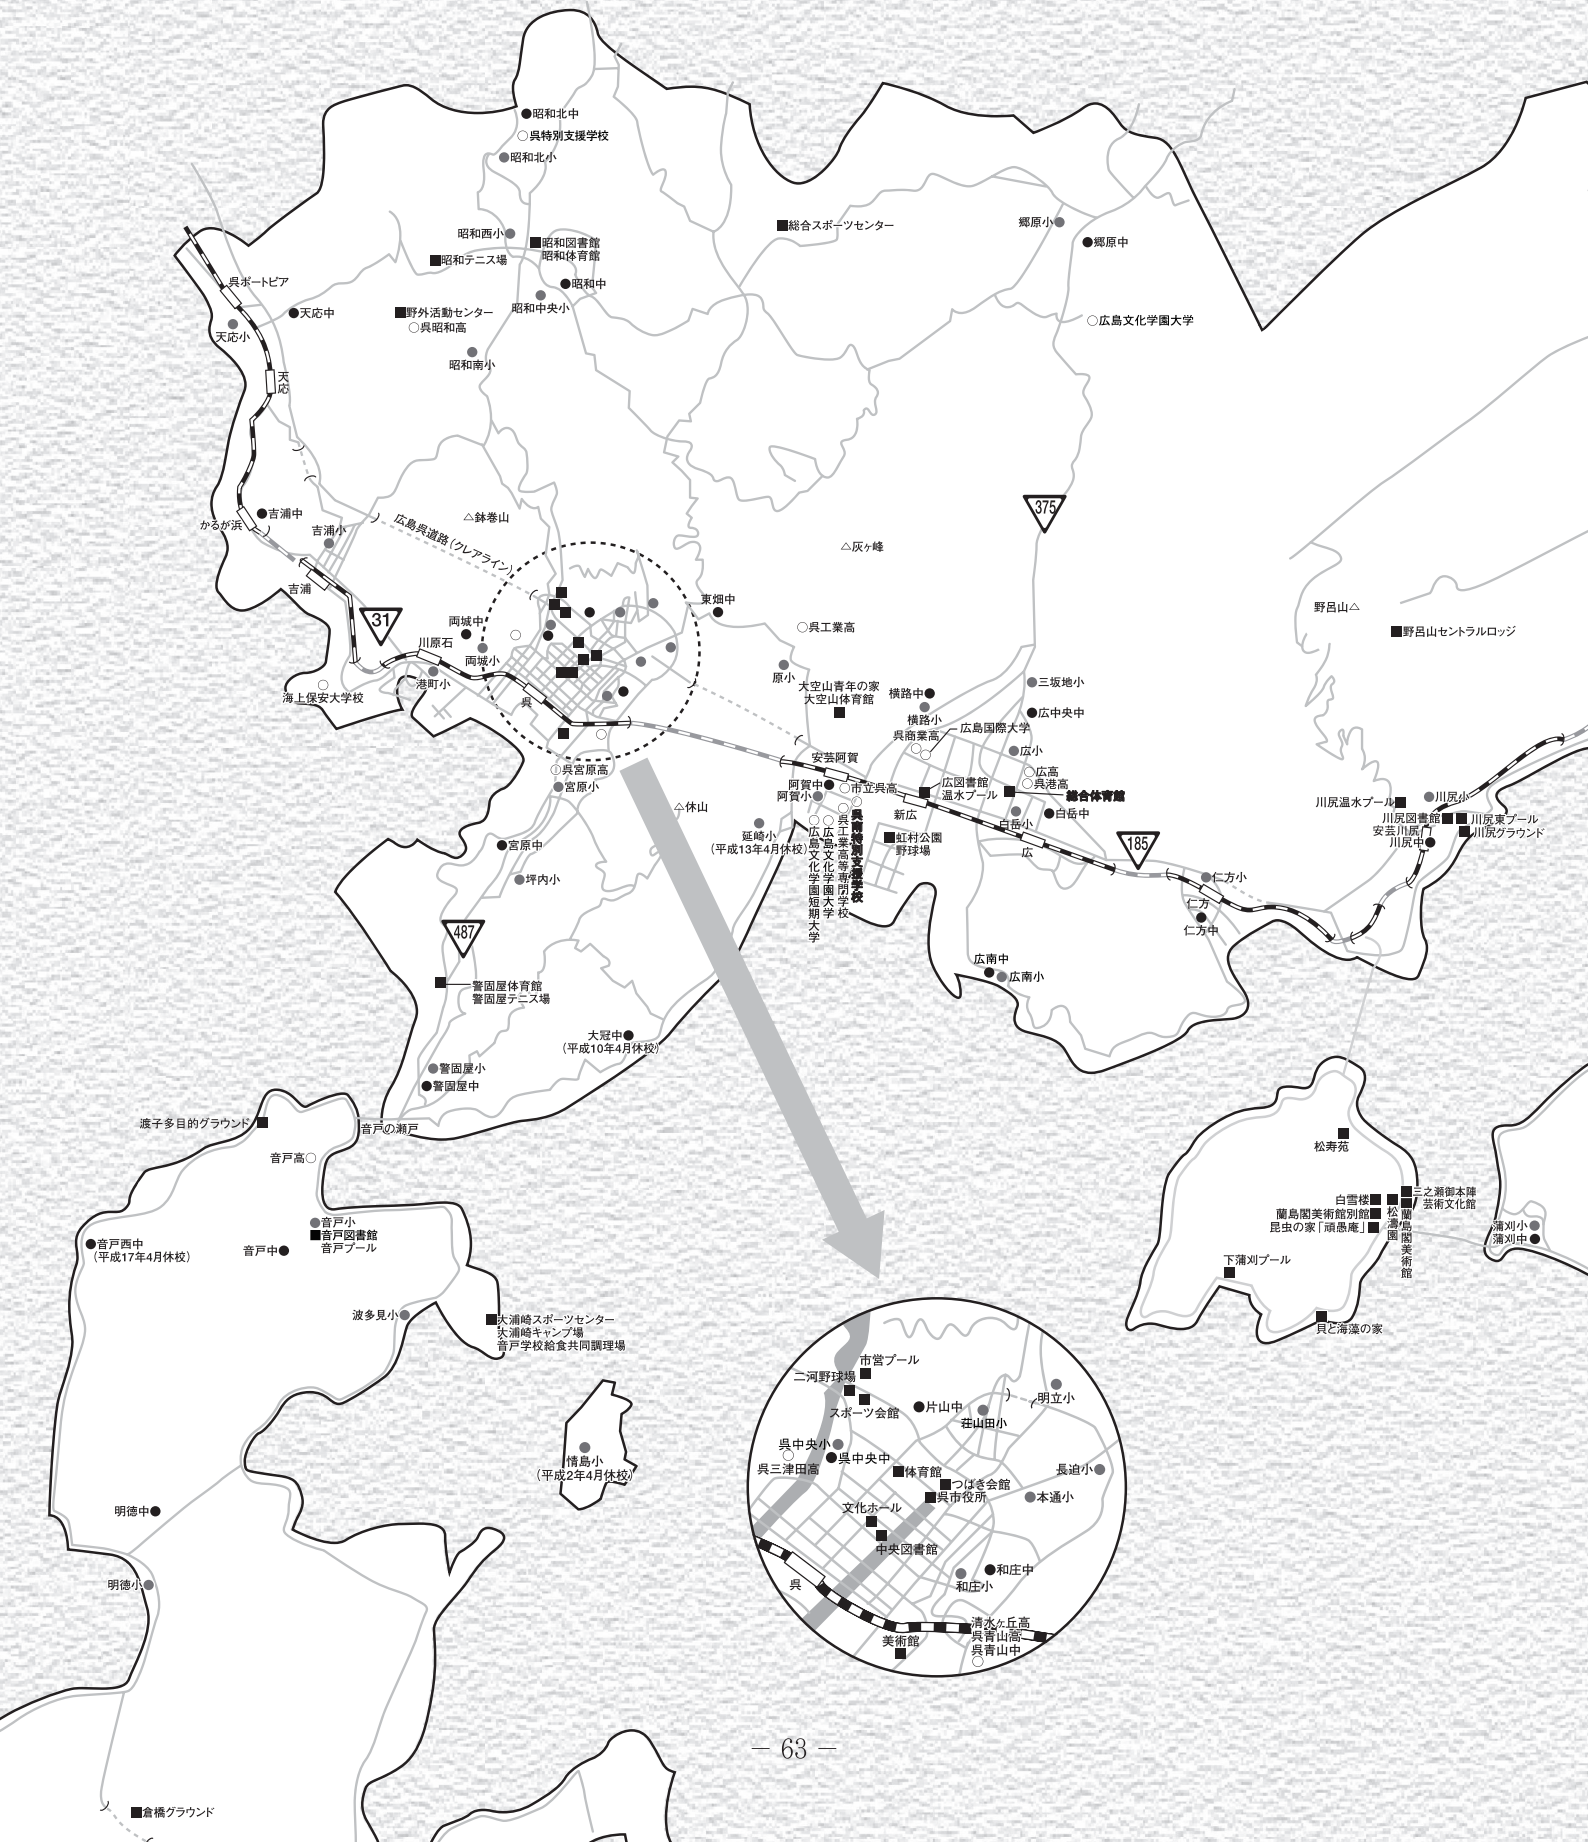 昭和北中
呉特別支援学校
昭和北小
昭和西小
昭和図書館
昭和体育館
昭和テニス場
昭和中
昭和中央小
野外活動センター
呉昭和高
昭和南小
総合スポーツセンター
郷原小
郷原中
広島文化学園大学
呉ポートピア
天応中
天応小
天応
かるが浜
吉浦中
吉浦小
吉浦
広島呉道路（クレアライン）
△鉢巻山
△灰ヶ峰
375
31
両城中
両城小
川原石
港町小
海上保安大学校
呉
東畑中
呉工業高
原小
大空山青年の家
大空山体育館
横路中
横路小
呉商業高
広島国際大学
三坂地小
広中央中
広小
広高
呉港高
総合体育館
広図書館
温水プール
白岳小
白岳中
安芸阿賀
阿賀中
阿賀小
市立呉高
新広
広
虹村公園
野球場
呉南特別支援学校
呉工業高等専門学校
広島文化学園大学
広島文化学園短期大学
呉宮原高
宮原小
△休山
延崎小
（平成13年4月休校）
宮原中
坪内小
487
警固屋体育館
警固屋テニス場
大冠中
（平成10年4月休校）
警固屋小
警固屋中
185
仁方小
仁方
仁方中
広南中
広南小
野呂山△
野呂山セントラルロッジ
川尻温水プール
川尻小
川尻図書館
川尻東プール
安芸川尻
川尻グラウンド
川尻中
渡子多目的グラウンド
音戸の瀬戸
音戸高
音戸小
音戸図書館
音戸プール
音戸西中
（平成17年4月休校）
音戸中
波多見小
大浦崎スポーツセンター
大浦崎キャンプ場
音戸学校給食共同調理場
情島小
（平成2年4月休校）
明徳中
明徳小
倉橋グラウンド
松寿苑
三之瀬御本陣
芸術文化館
白雪楼
蘭島閣美術館別館
昆虫の家「頑愚庵」
松濤園
蘭島閣美術館
下蒲刈プール
貝と海藻の家
蒲刈小
蒲刈中
市営プール
二河野球場
スポーツ会館
片山中
荘山田小
明立小
呉中央小
呉中央中
呉三津田高
体育館
つばき会館
呉市役所
長迫小
本通小
文化ホール
中央図書館
和庄中
和庄小
呉
清水ヶ丘高
呉青山高
呉青山中
美術館
― 63 ―